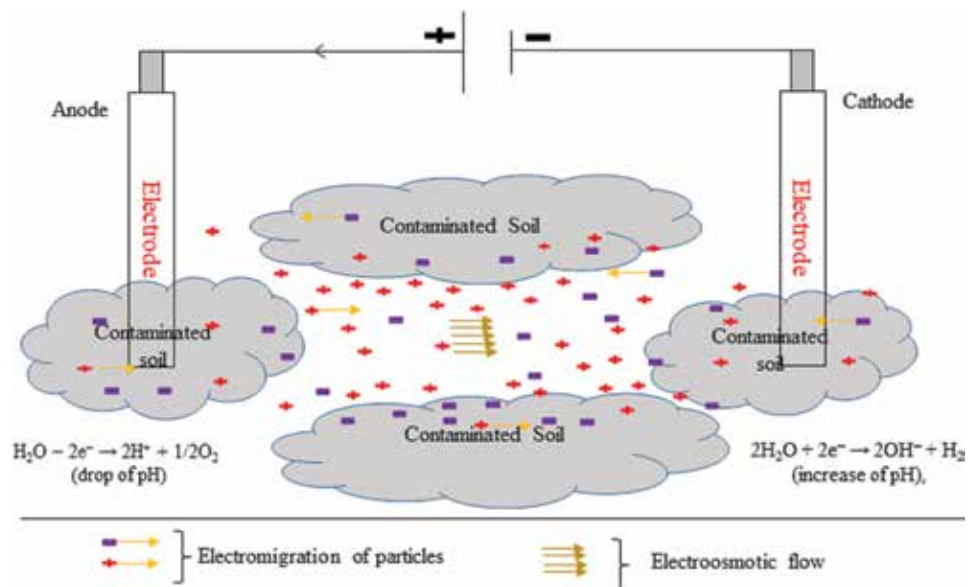 + −
Anode
Cathode
Electrode
Electrode
Contaminated Soil
Contaminated
soil
Contaminated
soil
Contaminated Soil
H₂O − 2e⁻ → 2H⁺ + 1/2O₂
(drop of pH)
2H₂O + 2e⁻ → 2OH⁻ + H₂
(increase of pH),
Electromigration of particles
Electroosmotic flow